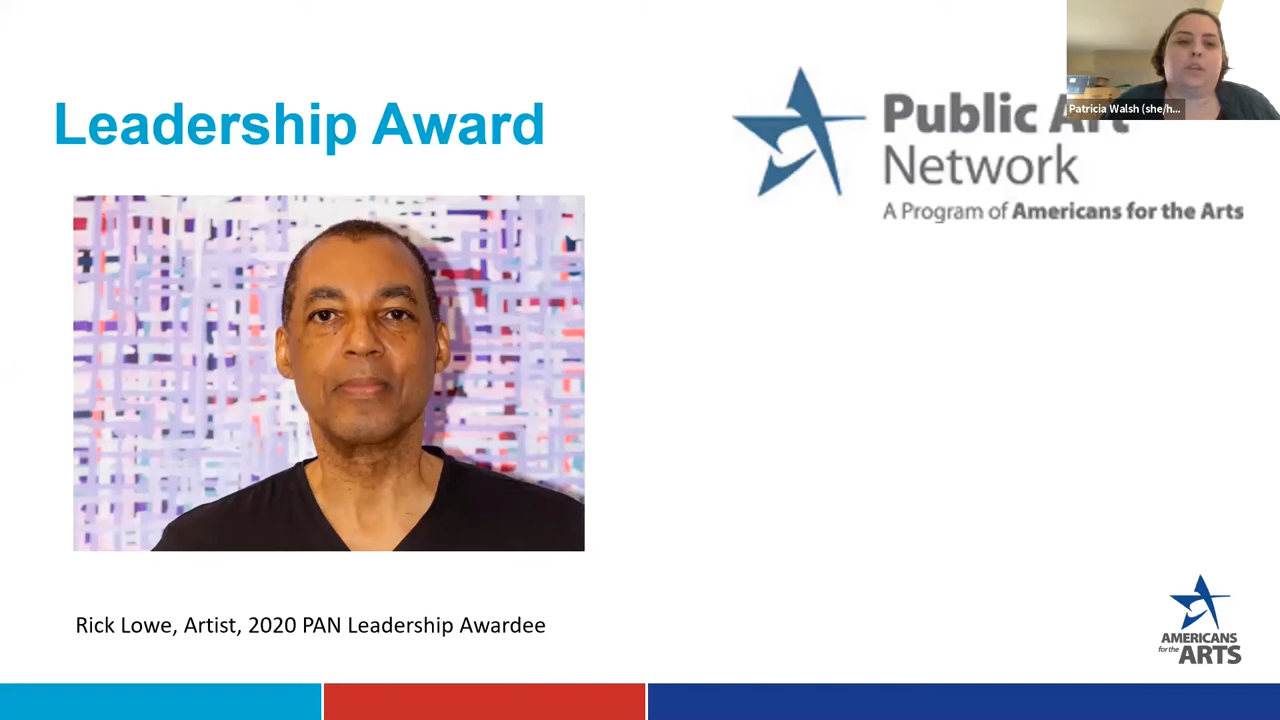 Leadership Award
Public Art
Network
A Program of Americans for the Arts
Patricia Walsh (she/h...
Rick Lowe, Artist, 2020 PAN Leadership Awardee
AMERICANS
for the ARTS